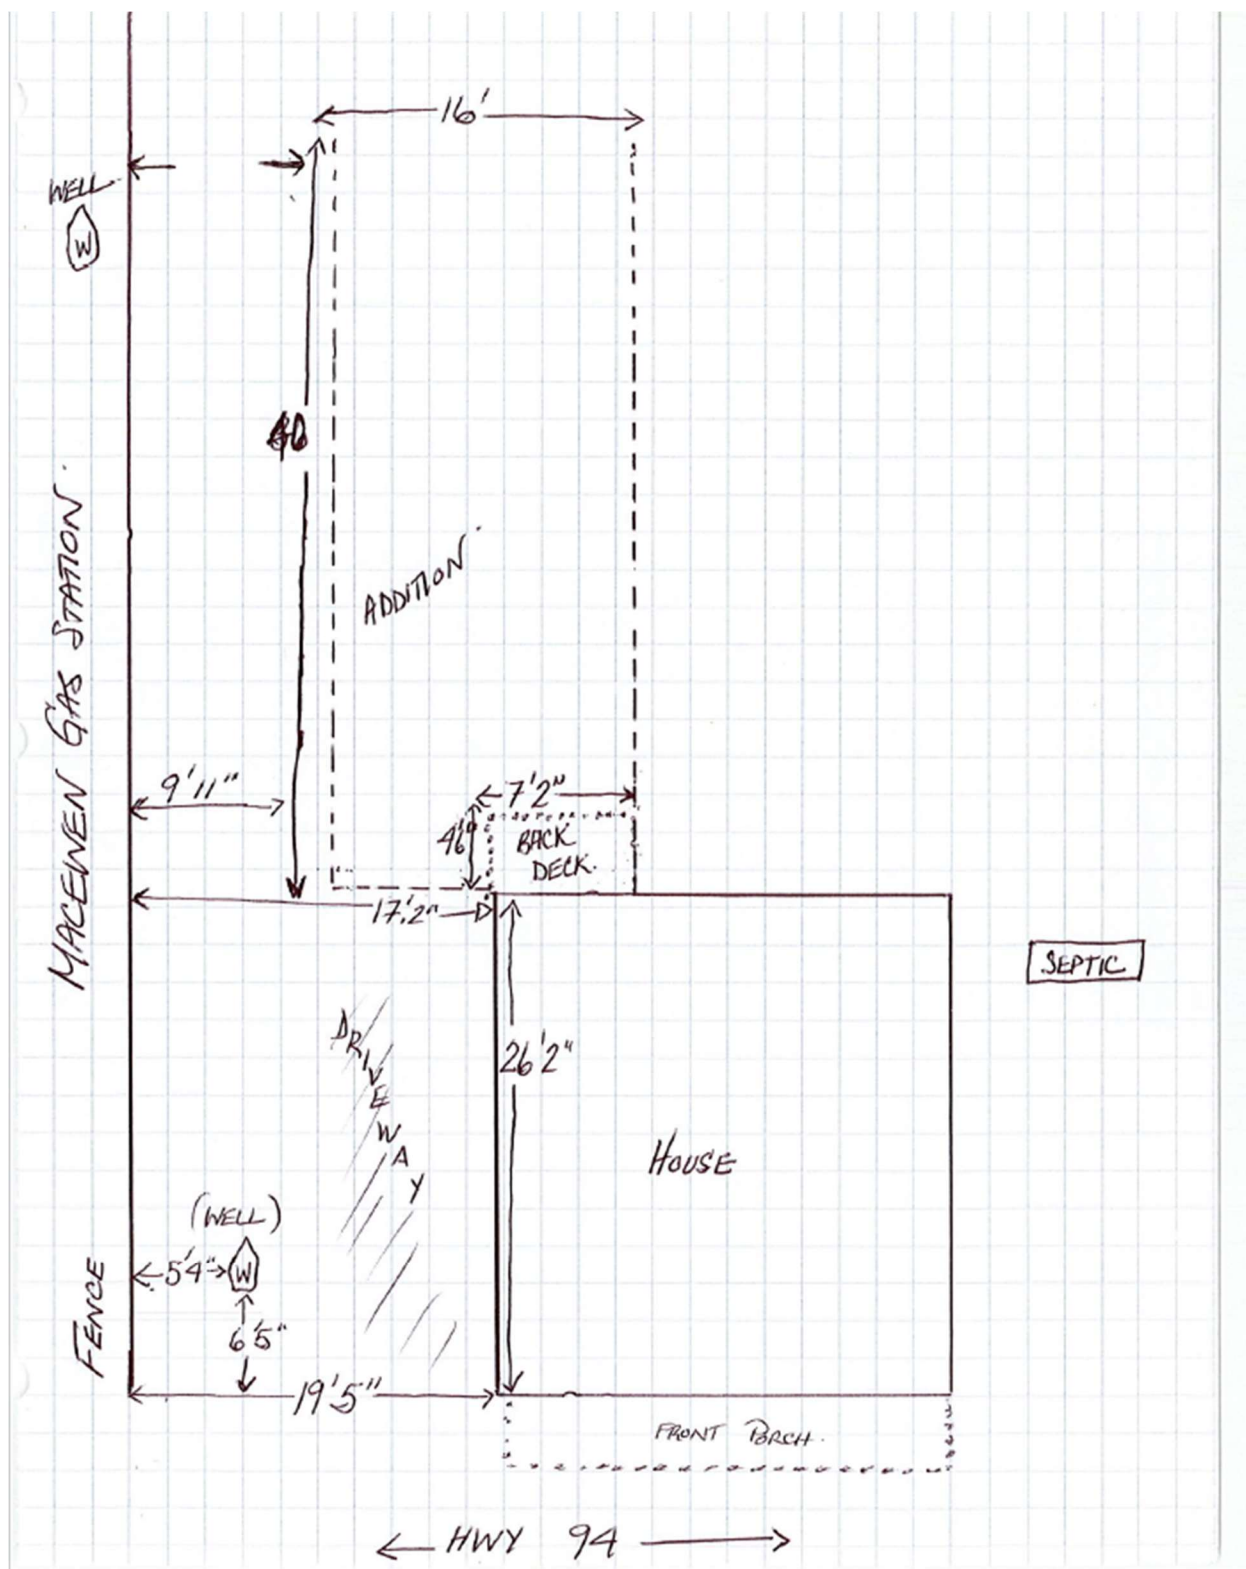 16'
WELL
W
MACEWEN GAS STATION
ADDITION
9'11"
7'2"
4'6"
BACK
DECK.
17'2"
SEPTIC
DRIVEWAY
26'2"
HOUSE
(WELL)
5'4"
W
FENCE
6'5"
19'5"
FRONT PORCH.
HWY 94